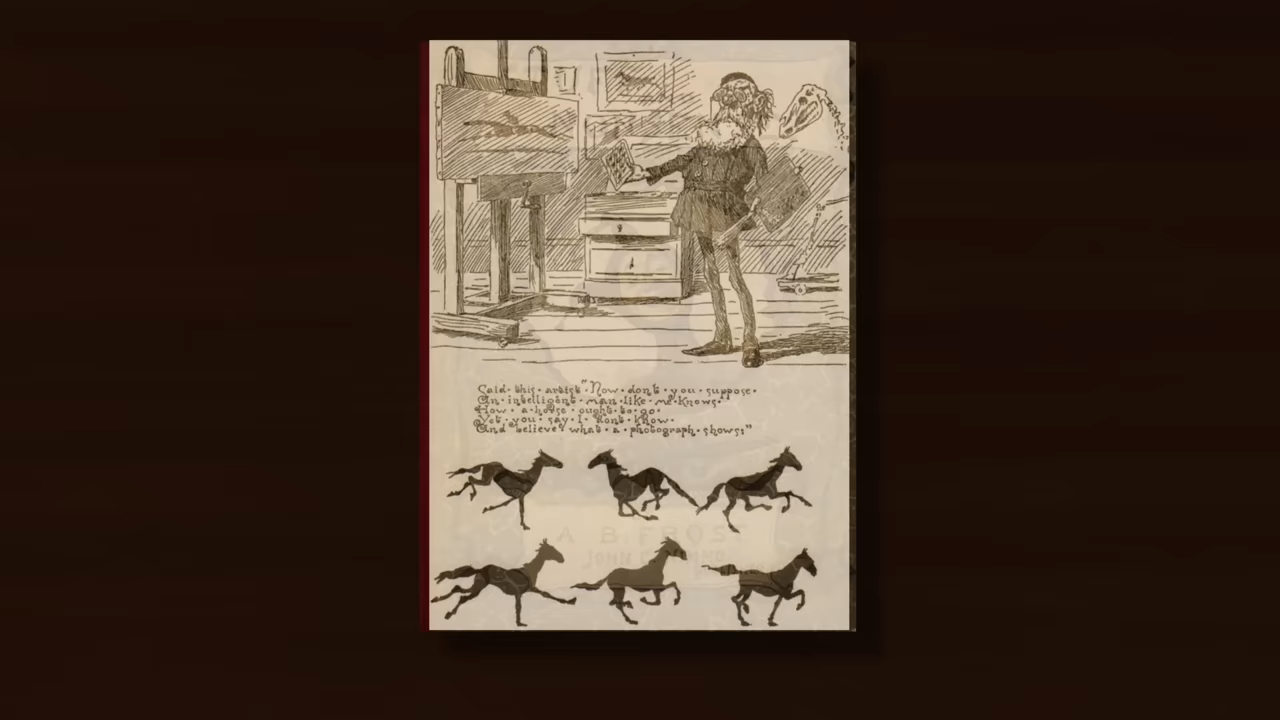 Said this artist "Now don't you suppose
An intelligent man like me knows
How a horse ought to go
Yet you say I don't know
And believe what a photograph shows!"
A B FROST
JOHN